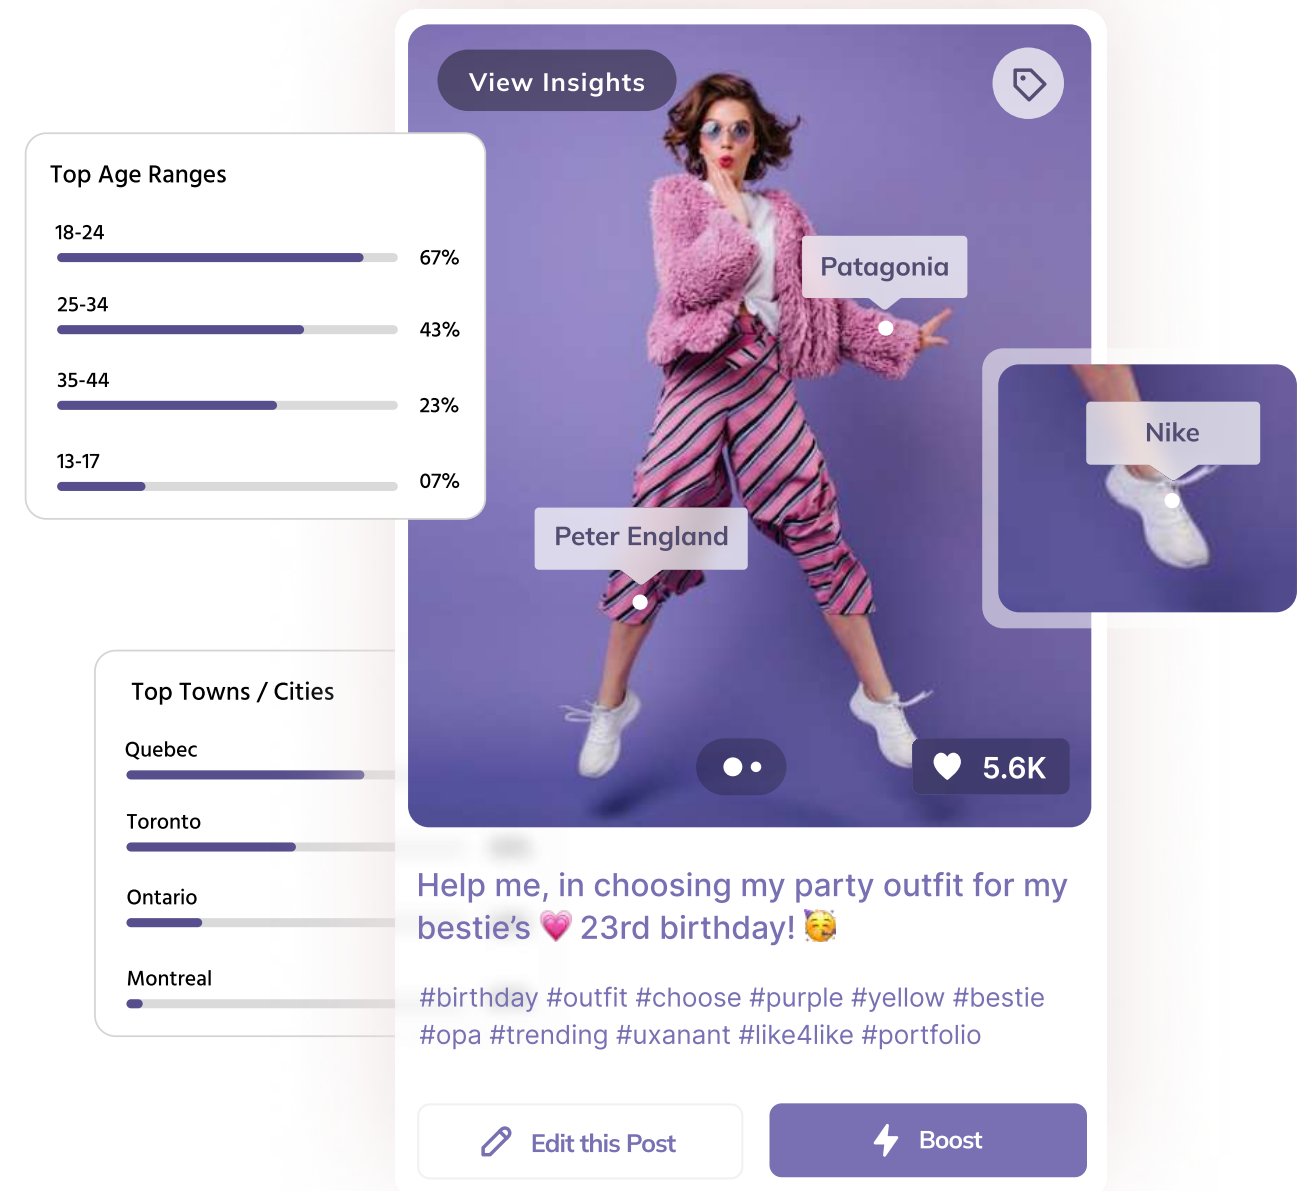 View Insights
Top Age Ranges
18-24
67%
25-34
43%
35-44
23%
13-17
07%
Patagonia
Nike
Peter England
Top Towns / Cities
Quebec
Toronto
Ontario
Montreal
5.6K
Help me, in choosing my party outfit for my
bestie’s 💗 23rd birthday! 🥳
#birthday #outfit #choose #purple #yellow #bestie
#opa #trending #uxanant #like4like #portfolio
Edit this Post
Boost